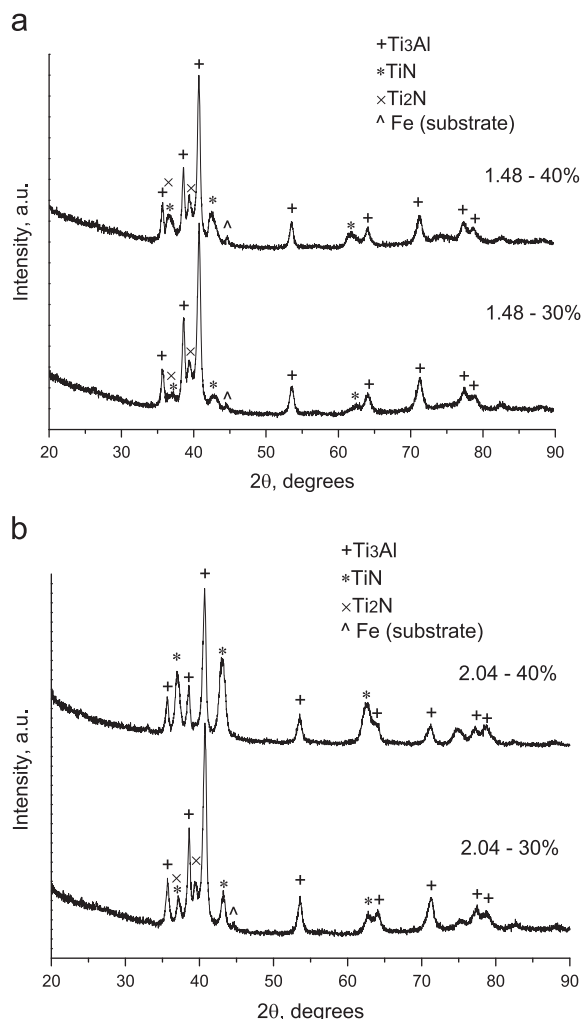 a
+Ti3Al
*TiN
×Ti2N
^ Fe (substrate)
1.48 - 40%
1.48 - 30%
Intensity, a.u.
20 30 40 50 60 70 80 90
2θ, degrees
b
+Ti3Al
*TiN
×Ti2N
^ Fe (substrate)
2.04 - 40%
2.04 - 30%
Intensity, a.u.
20 30 40 50 60 70 80 90
2θ, degrees